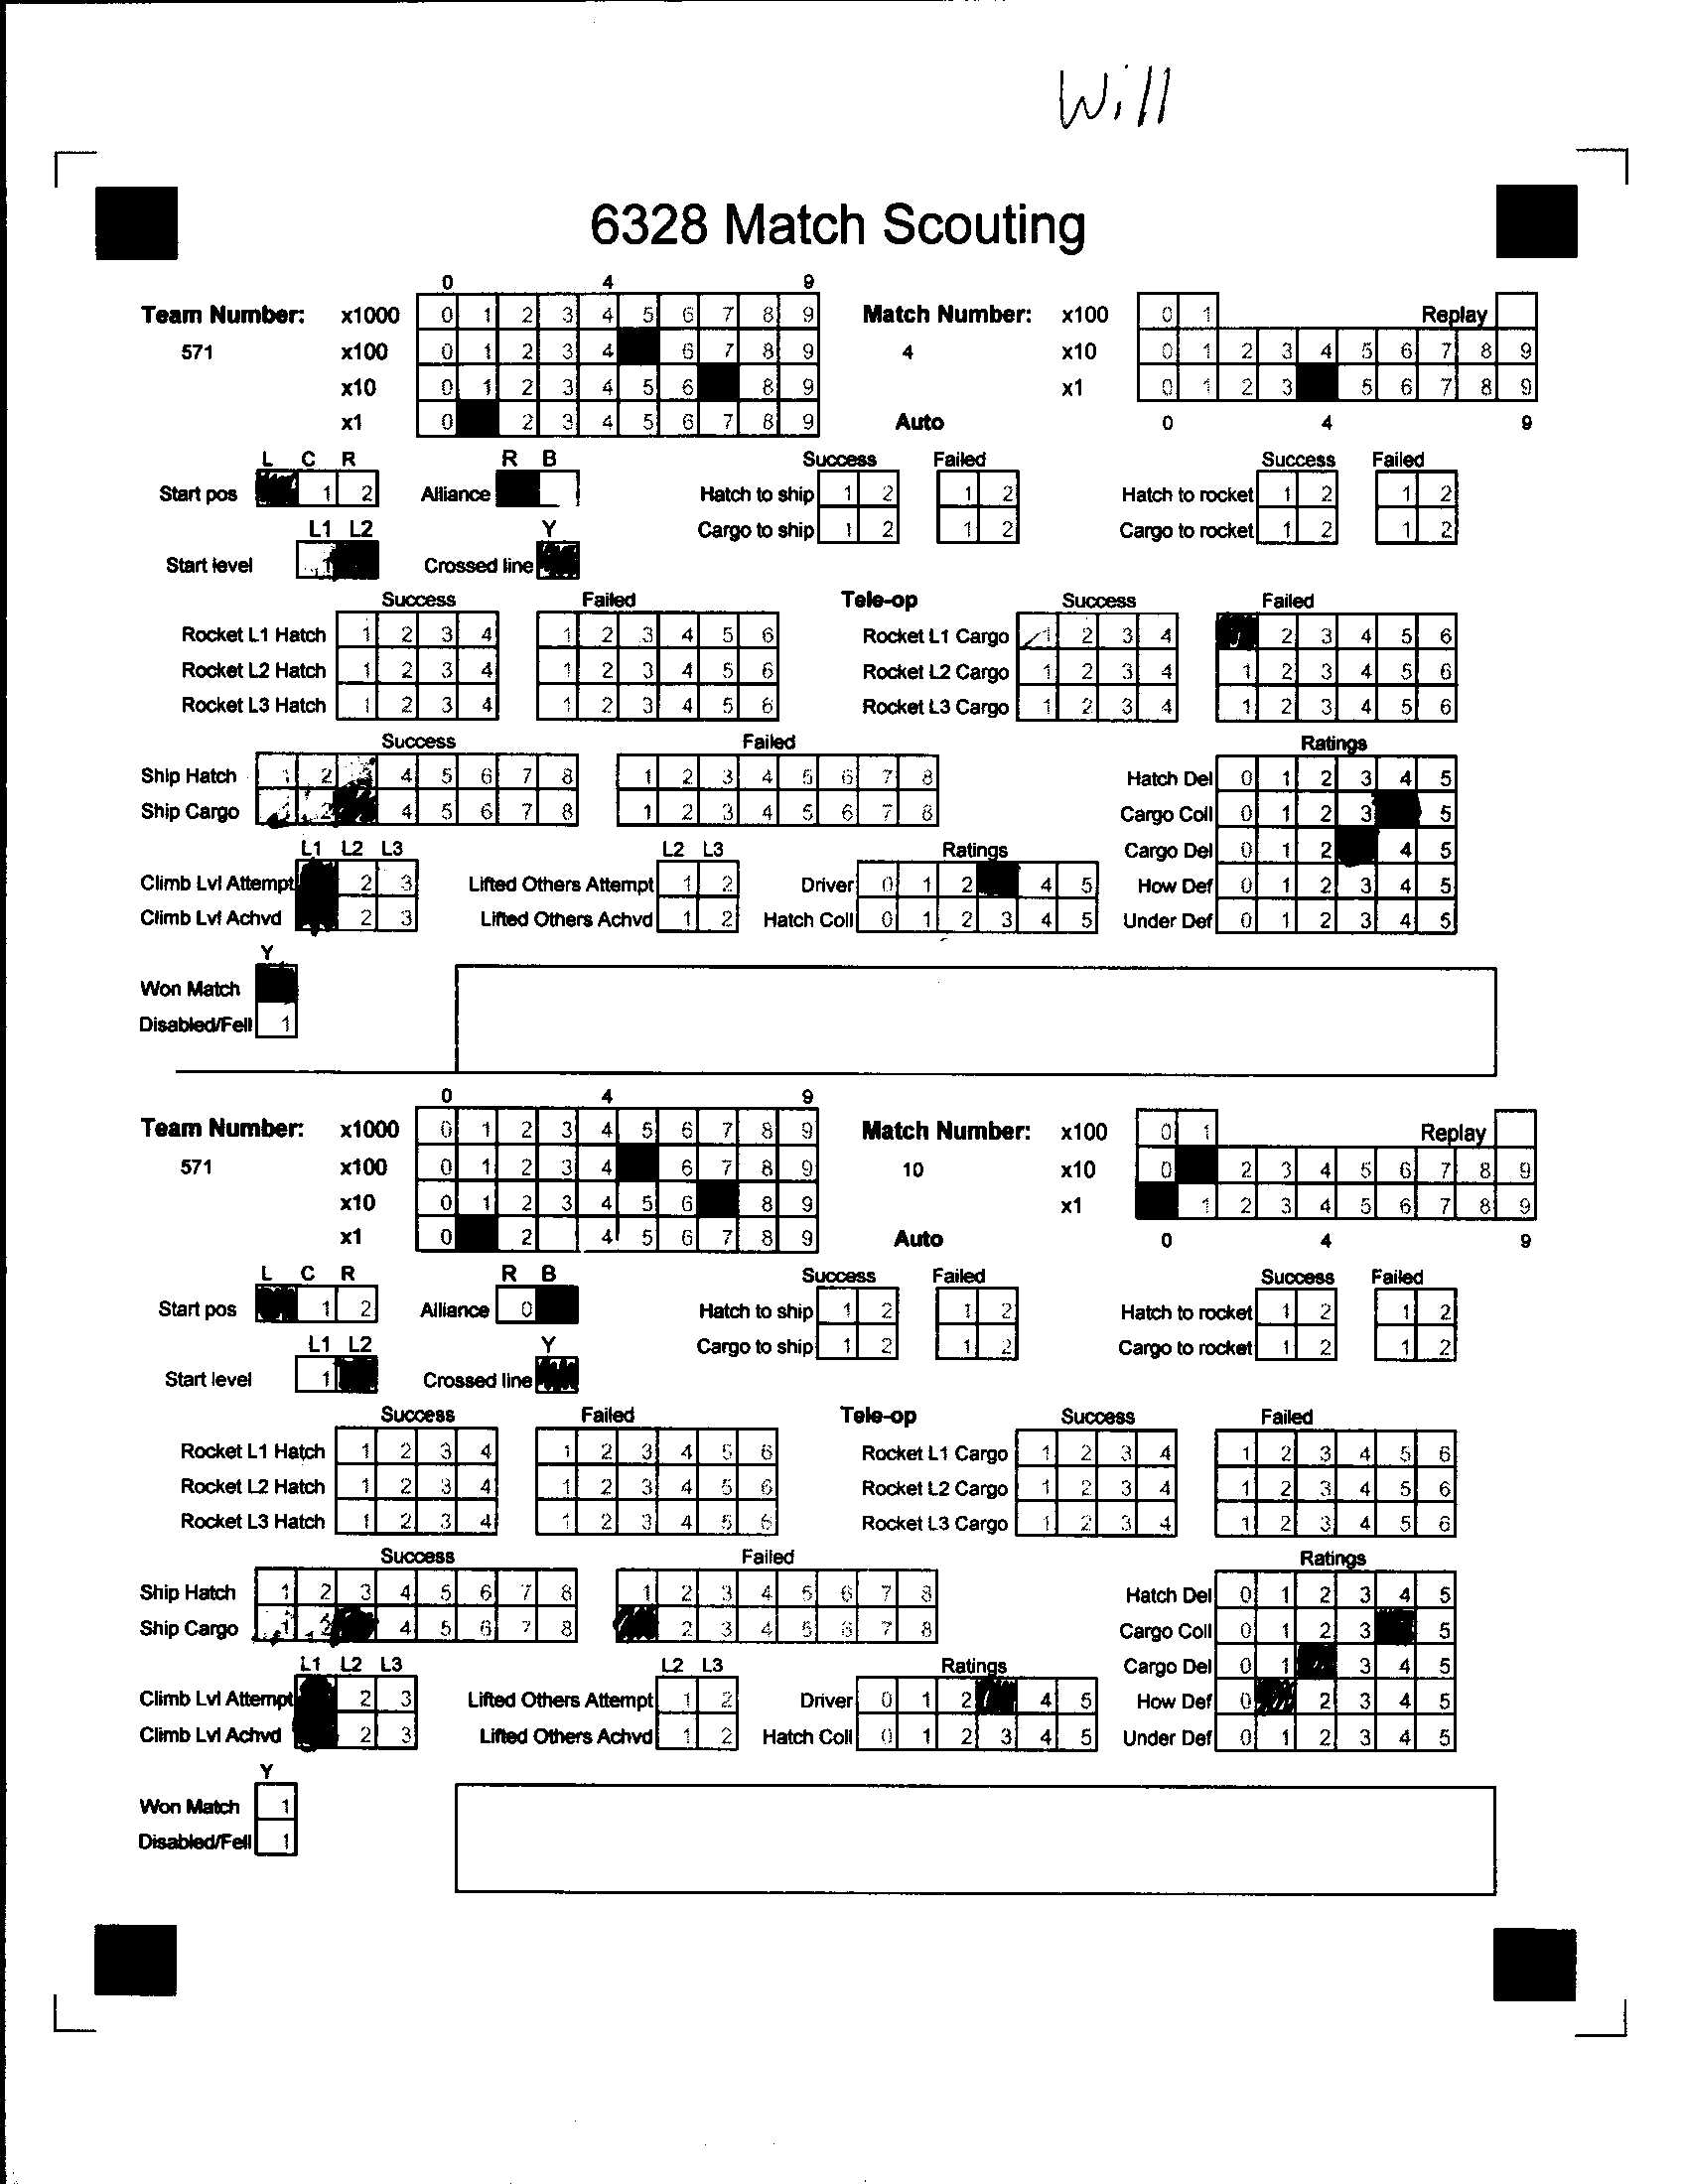 Will
6328 Match Scouting
0 4 9
Team Number: x1000 0 1 2 3 4 5 6 7 8 9 Match Number: x100 0 1 Replay
571 x100 0 1 2 3 4 6 7 8 9 4 x10 0 1 2 3 4 5 6 7 8 9
x10 0 1 2 3 4 5 6 8 9 x1 0 1 2 3 5 6 7 8 9
x1 0 2 3 4 5 6 7 8 9 Auto 0 4 9
L C R R B Success Failed Success Failed
Start pos 1 2 Alliance Hatch to ship 1 2 1 2 Hatch to rocket 1 2 1 2
L1 L2 Y Cargo to ship 1 2 1 2 Cargo to rocket 1 2 1 2
Start level 1 Crossed line
Success Failed Tele-op Success Failed
Rocket L1 Hatch 1 2 3 4 1 2 3 4 5 6 Rocket L1 Cargo 1 2 3 4 2 3 4 5 6
Rocket L2 Hatch 1 2 3 4 1 2 3 4 5 6 Rocket L2 Cargo 1 2 3 4 1 2 3 4 5 6
Rocket L3 Hatch 1 2 3 4 1 2 3 4 5 6 Rocket L3 Cargo 1 2 3 4 1 2 3 4 5 6
Success Failed Ratings
Ship Hatch 1 2 4 5 6 7 8 1 2 3 4 5 6 7 8 Hatch Del 0 1 2 3 4 5
Ship Cargo 1 2 4 5 6 7 8 1 2 3 4 5 6 7 8 Cargo Coll 0 1 2 3 5
L1 L2 L3 L2 L3 Ratings Cargo Del 0 1 2 4 5
Climb Lvl Attempt 2 3 Lifted Others Attempt 1 2 Driver 0 1 2 4 5 How Def 0 1 2 3 4 5
Climb Lvl Achvd 2 3 Lifted Others Achvd 1 2 Hatch Coll 0 1 2 3 4 5 Under Def 0 1 2 3 4 5
Y
Won Match
Disabled/Fell 1
0 4 9
Team Number: x1000 0 1 2 3 4 5 6 7 8 9 Match Number: x100 0 1 Replay
571 x100 0 1 2 3 4 6 7 8 9 10 x10 0 2 3 4 5 6 7 8 9
x10 0 1 2 3 4 5 6 8 9 x1 1 2 3 4 5 6 7 8 9
x1 0 2 4 5 6 7 8 9 Auto 0 4 9
L C R R B Success Failed Success Failed
Start pos 1 2 Alliance 0 Hatch to ship 1 2 1 2 Hatch to rocket 1 2 1 2
L1 L2 Y Cargo to ship 1 2 1 2 Cargo to rocket 1 2 1 2
Start level 1 Crossed line
Success Failed Tele-op Success Failed
Rocket L1 Hatch 1 2 3 4 1 2 3 4 5 6 Rocket L1 Cargo 1 2 3 4 1 2 3 4 5 6
Rocket L2 Hatch 1 2 3 4 1 2 3 4 5 6 Rocket L2 Cargo 1 2 3 4 1 2 3 4 5 6
Rocket L3 Hatch 1 2 3 4 1 2 3 4 5 6 Rocket L3 Cargo 1 2 3 4 1 2 3 4 5 6
Success Failed Ratings
Ship Hatch 1 2 3 4 5 6 7 8 1 2 3 4 5 6 7 8 Hatch Del 0 1 2 3 4 5
Ship Cargo 1 2 4 5 6 7 8 2 3 4 5 6 7 8 Cargo Coll 0 1 2 3 5
L1 L2 L3 L2 L3 Ratings Cargo Del 0 1 3 4 5
Climb Lvl Attempt 2 3 Lifted Others Attempt 1 2 Driver 0 1 2 4 5 How Def 0 2 3 4 5
Climb Lvl Achvd 2 3 Lifted Others Achvd 1 2 Hatch Coll 0 1 2 3 4 5 Under Def 0 1 2 3 4 5
Y
Won Match 1
Disabled/Fell 1